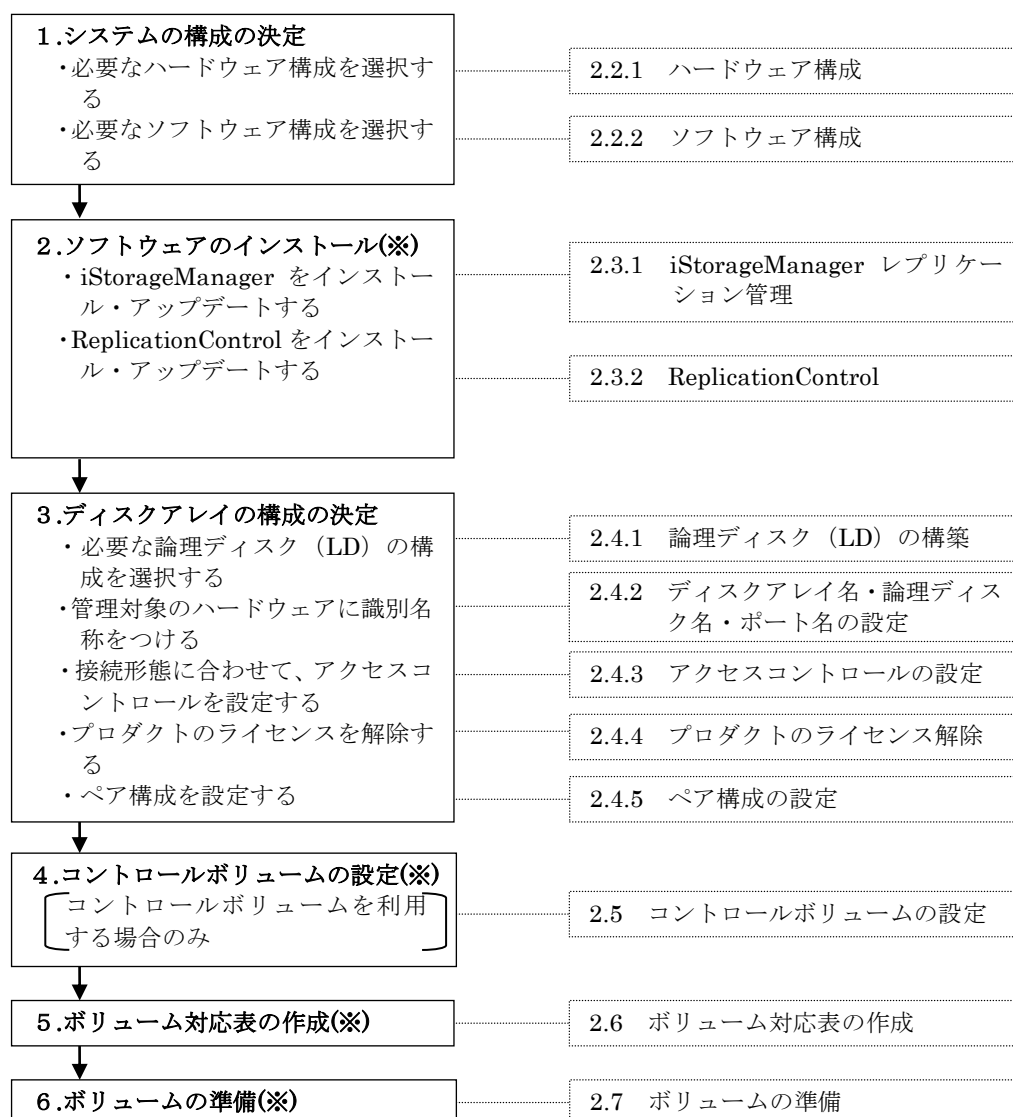 １.システムの構成の決定
・必要なハードウェア構成を選択す
る
・必要なソフトウェア構成を選択す
る
2.2.1 ハードウェア構成
2.2.2 ソフトウェア構成
２.ソフトウェアのインストール(※)
・iStorageManager をインストー
ル・アップデートする
・ReplicationControl をインストー
ル・アップデートする
2.3.1 iStorageManager レプリケー
ション管理
2.3.2 ReplicationControl
３.ディスクアレイの構成の決定
・必要な論理ディスク（LD）の構
成を選択する
・管理対象のハードウェアに識別名
称をつける
・接続形態に合わせて、アクセスコ
ントロールを設定する
・プロダクトのライセンスを解除す
る
・ペア構成を設定する
2.4.1 論理ディスク（LD）の構築
2.4.2 ディスクアレイ名・論理ディス
ク名・ポート名の設定
2.4.3 アクセスコントロールの設定
2.4.4 プロダクトのライセンス解除
2.4.5 ペア構成の設定
４.コントロールボリュームの設定(※)
コントロールボリュームを利用
する場合のみ
2.5 コントロールボリュームの設定
５.ボリューム対応表の作成(※)
2.6 ボリューム対応表の作成
６.ボリュームの準備(※)
2.7 ボリュームの準備